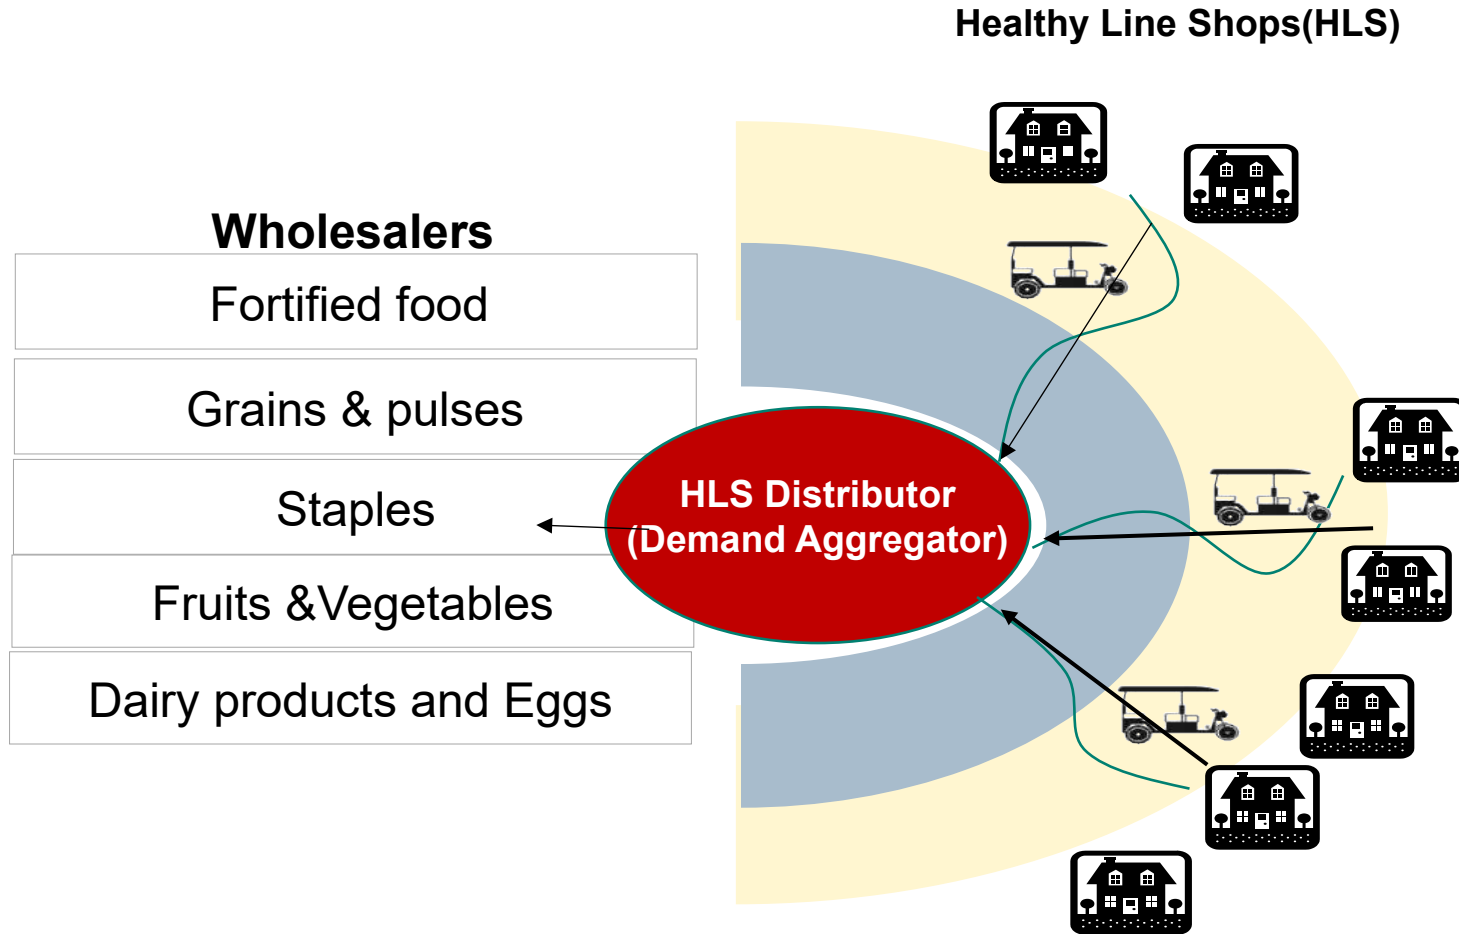 Healthy Line Shops(HLS)
Wholesalers
Fortified food
Grains & pulses
Staples
Fruits &Vegetables
Dairy products and Eggs
HLS Distributor
(Demand Aggregator)